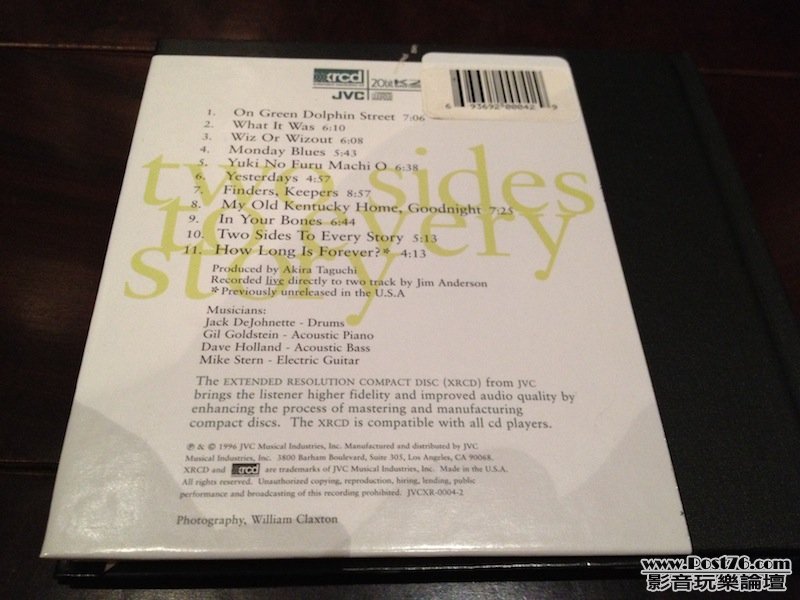 xrcd
20bit K2
JVC
6 93692 00042 9
1. On Green Dolphin Street 7:06
2. What It Was 6:10
3. Wiz Or Wizout 6:08
4. Monday Blues 5:43
5. Yuki No Furu Machi O 6:38
6. Yesterdays 4:57
7. Finders, Keepers 8:57
8. My Old Kentucky Home, Goodnight 7:25
9. In Your Bones 6:44
10. Two Sides To Every Story 5:13
11. How Long Is Forever?* 4:13
two sides
to every
story
Produced by Akira Taguchi
Recorded live directly to two track by Jim Anderson
* Previously unreleased in the U.S.A
Musicians:
Jack DeJohnette - Drums
Gil Goldstein - Acoustic Piano
Dave Holland - Acoustic Bass
Mike Stern - Electric Guitar
The EXTENDED RESOLUTION COMPACT DISC (XRCD) from JVC
brings the listener higher fidelity and improved audio quality by
enhancing the process of mastering and manufacturing
compact discs. The XRCD is compatible with all cd players.
℗ & © 1996 JVC Musical Industries, Inc. Manufactured and distributed by JVC
Musical Industries, Inc. 3800 Barham Boulevard, Suite 305, Los Angeles, CA 90068.
XRCD and xrcd are trademarks of JVC Musical Industries, Inc. Made in the U.S.A.
All rights reserved. Unauthorized copying, reproduction, hiring, lending, public
performance and broadcasting of this recording prohibited. JVCXR-0004-2
Photography, William Claxton
www.Post76.com
影音玩樂論壇